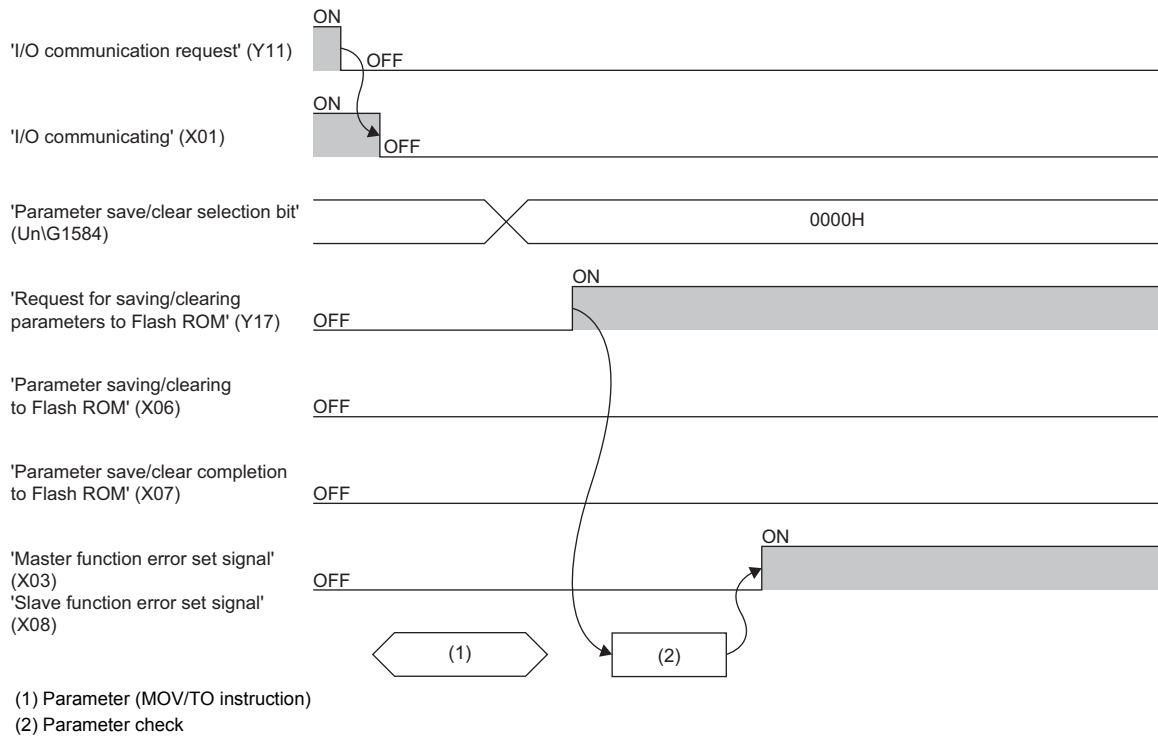 ON
'I/O communication request' (Y11)
OFF
ON
'I/O communicating' (X01)
OFF
'Parameter save/clear selection bit'
(Un\G1584)
0000H
ON
'Request for saving/clearing
parameters to Flash ROM' (Y17)
OFF
'Parameter saving/clearing
to Flash ROM' (X06)
OFF
'Parameter save/clear completion
to Flash ROM' (X07)
OFF
ON
'Master function error set signal'
(X03)
OFF
'Slave function error set signal'
(X08)
(1)
(2)
(1) Parameter (MOV/TO instruction)
(2) Parameter check